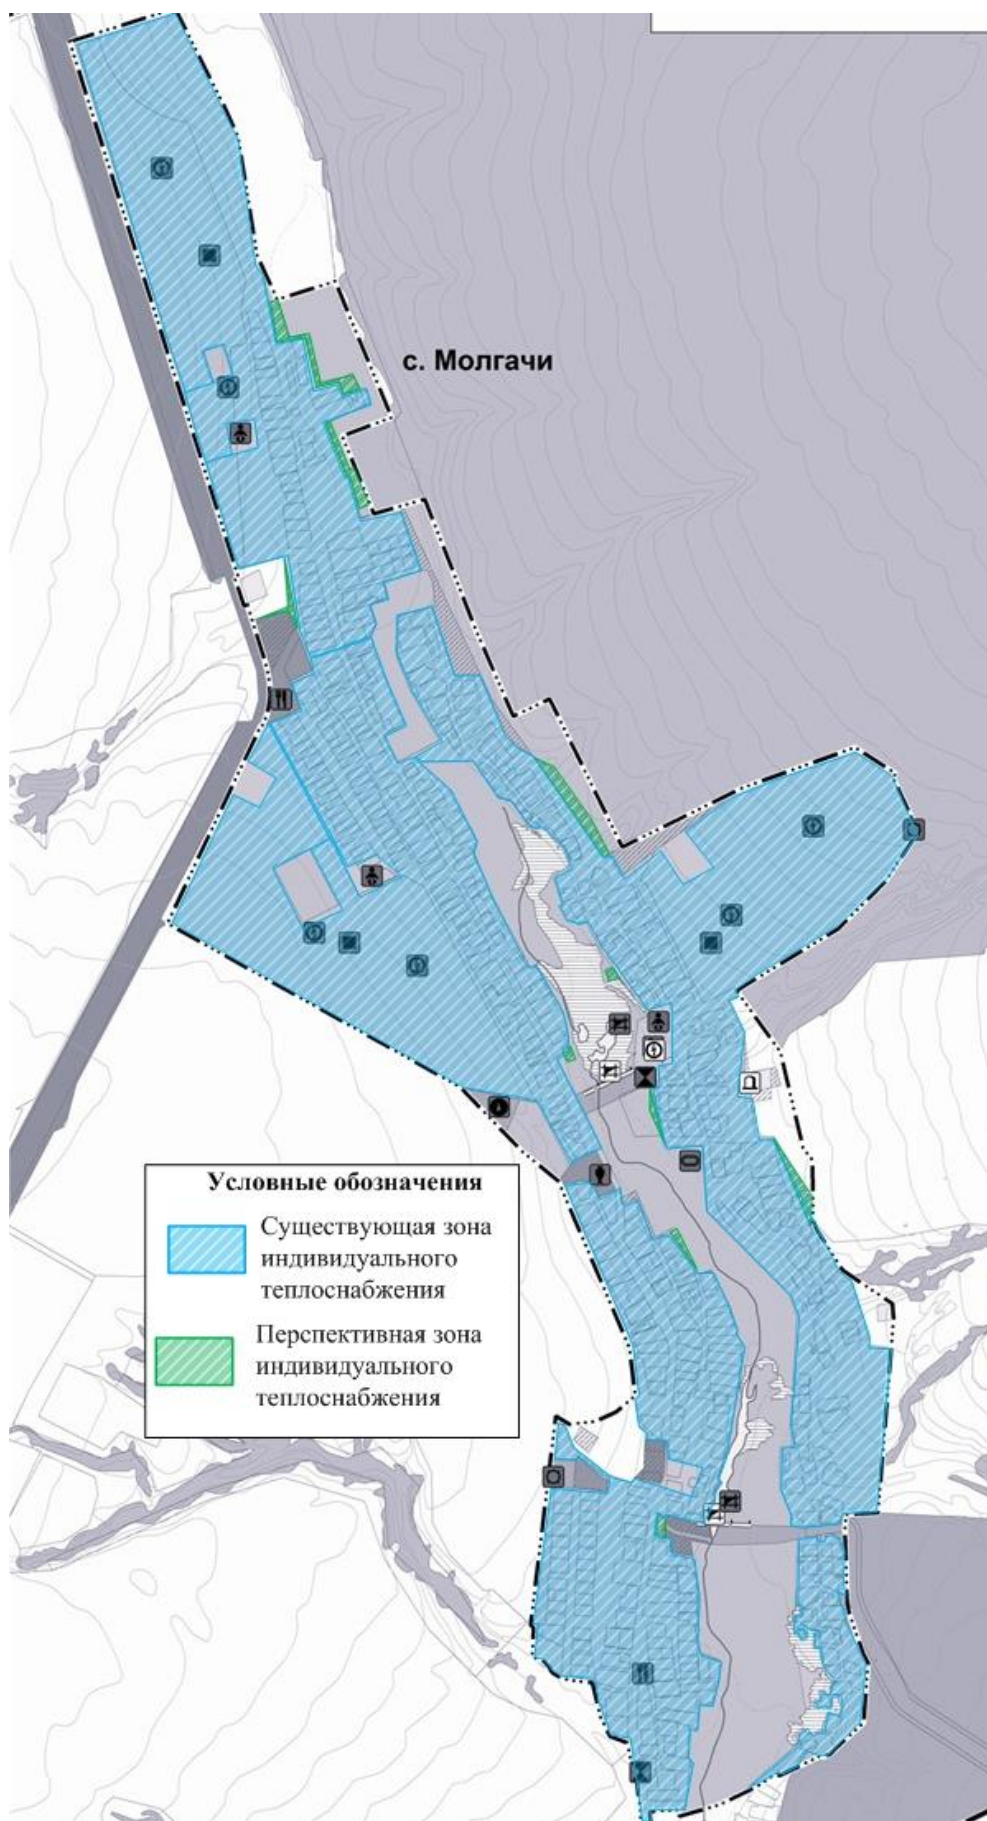 с. Молгачи
Условные обозначения
Существующая зона
индивидуального
теплоснабжения
Перспективная зона
индивидуального
теплоснабжения